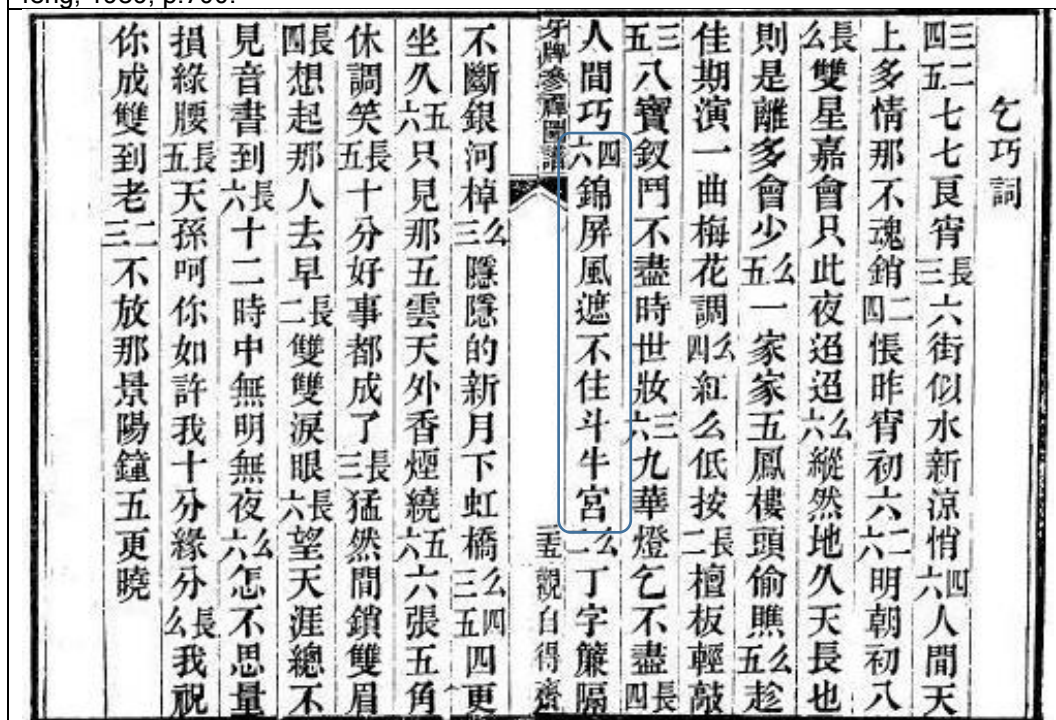 乞巧詞
三二四五七七良宵長三六街似水新涼悄四六人間天
上多情那不魂銷二四悵昨宵初六二六明朝初八
長么雙星嘉會只此夜迢迢么六縱然地久天長也
則是離多會少么五一家家五鳳樓頭偷瞧么五趁
佳期演一曲梅花調么四紅么低按長二檀板輕敲
三五八寶釵鬥不盡時世妝三六九華燈乞不盡長四
人間巧四六錦屏風遮不住斗牛宮么二丁字簾隔
牙牌參禪圖譜 觀自得齋
不斷銀河棹么三隱隱的新月下虹橋么三四五四更
坐久五六只見那五雲天外香煙繞五六六張五角
休調笑長五十分好事都成了長三猛然間鎖雙眉
長四想起那人去早長二雙雙淚眼長六望天涯總不
見音書到長六十二時中無明無夜么六怎不思量
損綠腰長五天孫呵你如許我十分緣分長么我祝
你成雙到老二三不放那景陽鐘五更曉